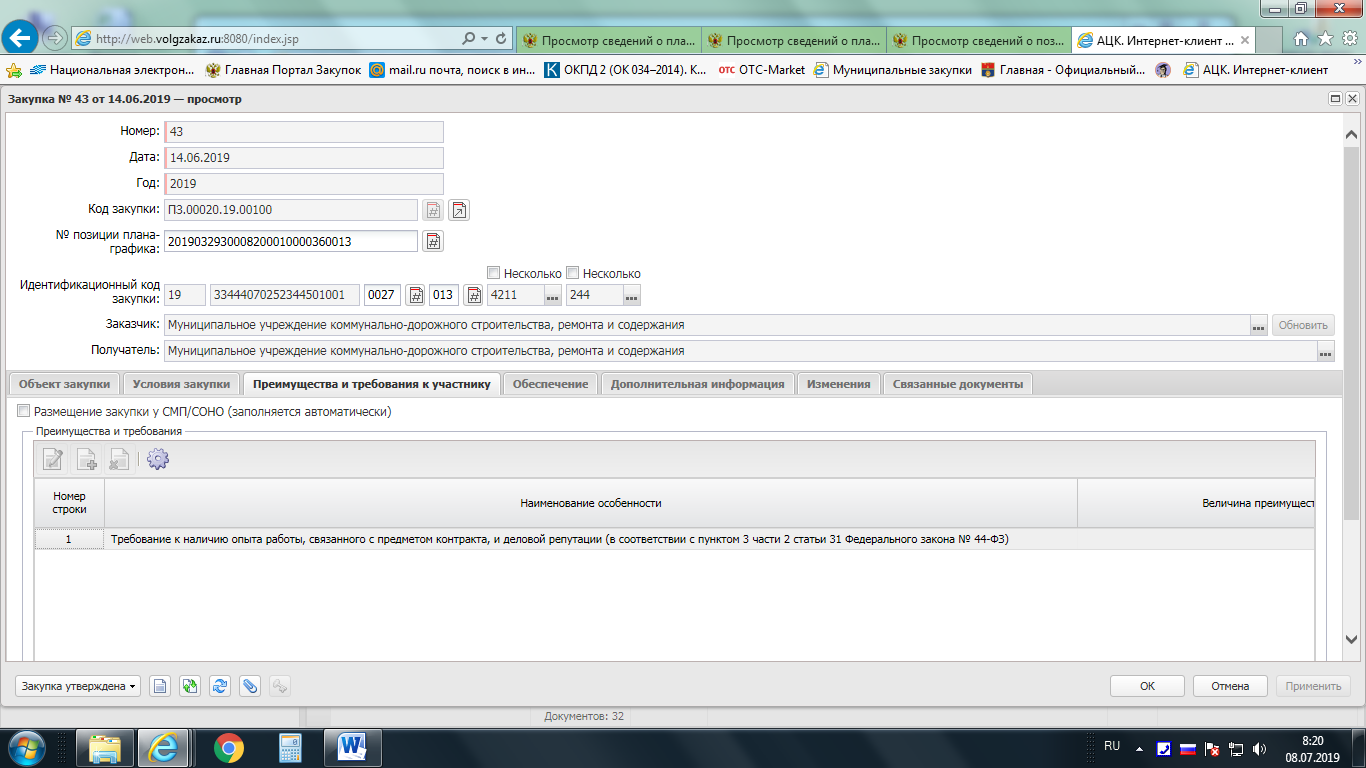 http://web.volgzakaz.ru:8080/index.jsp
Просмотр сведений о пла...
Просмотр сведений о пла...
Просмотр сведений о поз...
АЦК. Интернет-клиент ...
Национальная электрон...
Главная Портал Закупок
mail.ru почта, поиск в ин...
ОКПД 2 (ОК 034–2014). К...
OTC OTC-Market
Муниципальные закупки
Главная - Официальный...
АЦК. Интернет-клиент
Закупка № 43 от 14.06.2019 — просмотр
Номер: 43
Дата: 14.06.2019
Год: 2019
Код закупки: ПЗ.00020.19.00100
№ позиции плана-
графика: 2019032930008200010000360013
Несколько Несколько
Идентификационный код
закупки: 19 33444070252344501001 0027 013 4211 ... 244 ...
Заказчик: Муниципальное учреждение коммунально-дорожного строительства, ремонта и содержания ... Обновить
Получатель: Муниципальное учреждение коммунально-дорожного строительства, ремонта и содержания ...
Объект закупки Условия закупки Преимущества и требования к участнику Обеспечение Дополнительная информация Изменения Связанные документы
Размещение закупки у СМП/СОНО (заполняется автоматически)
Преимущества и требования
Номер
строки
Наименование особенности
Величина преимущест
1 Требование к наличию опыта работы, связанного с предметом контракта, и деловой репутации (в соответствии с пунктом 3 части 2 статьи 31 Федерального закона № 44-ФЗ)
Закупка утверждена
ОК Отмена Применить
Документов: 32
RU
8:20
08.07.2019